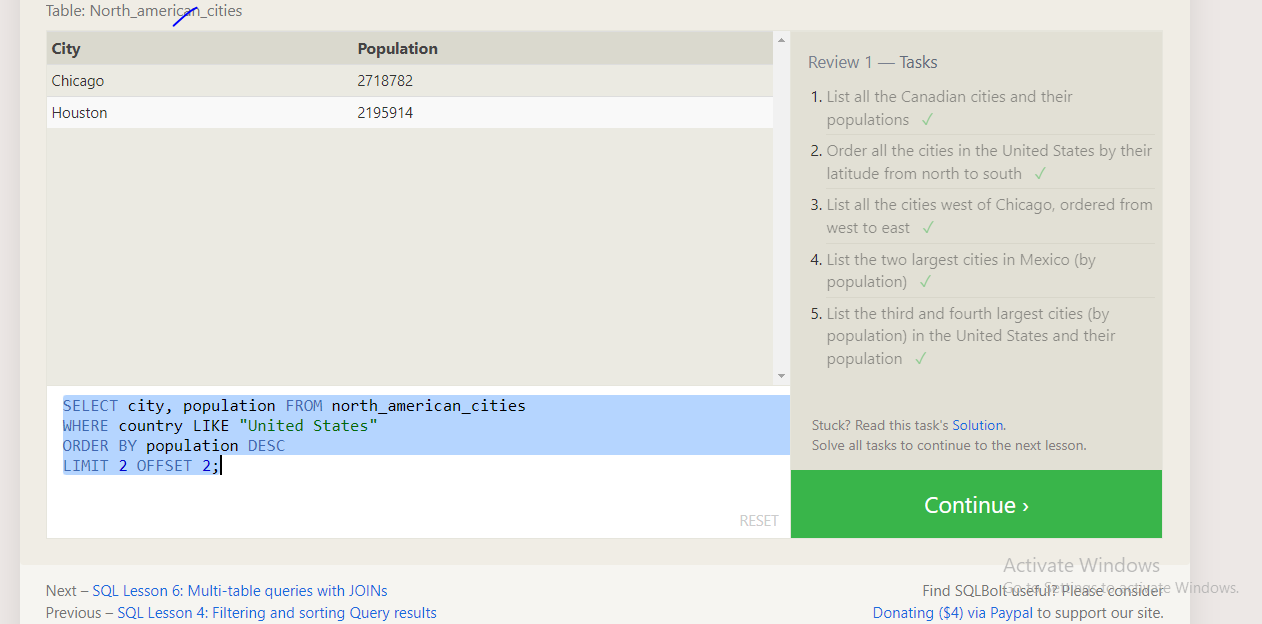 Table: North_american_cities
City Population
Chicago 2718782
Houston 2195914
SELECT city, population FROM north_american_cities
WHERE country LIKE "United States"
ORDER BY population DESC
LIMIT 2 OFFSET 2;
RESET
Review 1 — Tasks
1. List all the Canadian cities and their
populations ✓
2. Order all the cities in the United States by their
latitude from north to south ✓
3. List all the cities west of Chicago, ordered from
west to east ✓
4. List the two largest cities in Mexico (by
population) ✓
5. List the third and fourth largest cities (by
population) in the United States and their
population ✓
Stuck? Read this task's Solution.
Solve all tasks to continue to the next lesson.
Continue ›
Next – SQL Lesson 6: Multi-table queries with JOINs
Previous – SQL Lesson 4: Filtering and sorting Query results
Find SQLBolt useful? Please consider
Donating ($4) via Paypal to support our site.
Activate Windows
Go to Settings to activate Windows.